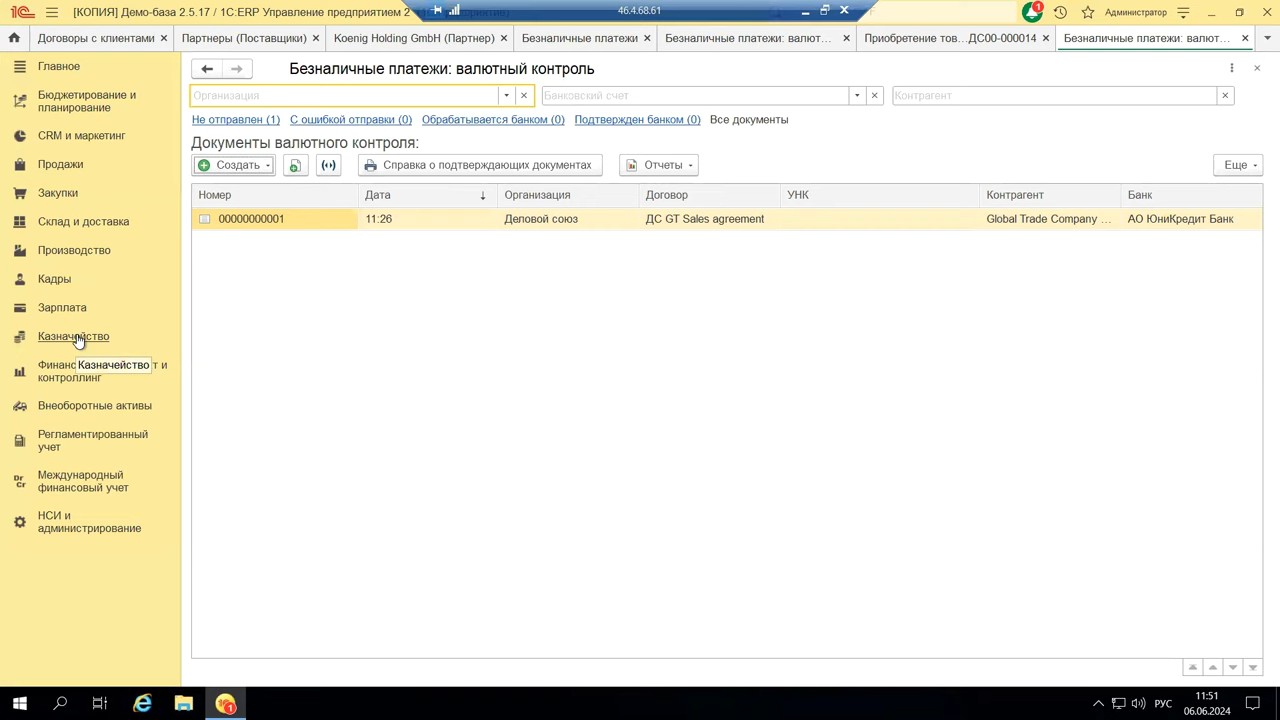 [КОПИЯ] Демо-база 2.5.17 / 1С:ERP Управление предприятием 2
46.4.68.61
1
Администратор
Договоры с клиентами
Партнеры (Поставщики)
Koenig Holding GmbH (Партнер)
Безналичные платежи
Безналичные платежи: валют...
Приобретение тов...ДС00-000014
Безналичные платежи: валют...
Главное
Бюджетирование и
планирование
CRM и маркетинг
Продажи
Закупки
Склад и доставка
Производство
Кадры
Зарплата
Казначейство
Казначейство
т и
контроллинг
Внеоборотные активы
Регламентированный
учет
Международный
финансовый учет
НСИ и
администрирование
Безналичные платежи: валютный контроль
Организация
Банковский счет
Контрагент
Не отправлен (1)
С ошибкой отправки (0)
Обрабатывается банком (0)
Подтвержден банком (0)
Все документы
Документы валютного контроля:
Создать
Справка о подтверждающих документах
Отчеты
Еще
Номер
Дата
Организация
Договор
УНК
Контрагент
Банк
00000000001
11:26
Деловой союз
ДС GT Sales agreement
Global Trade Company ...
АО ЮниКредит Банк
РУС
11:51
06.06.2024